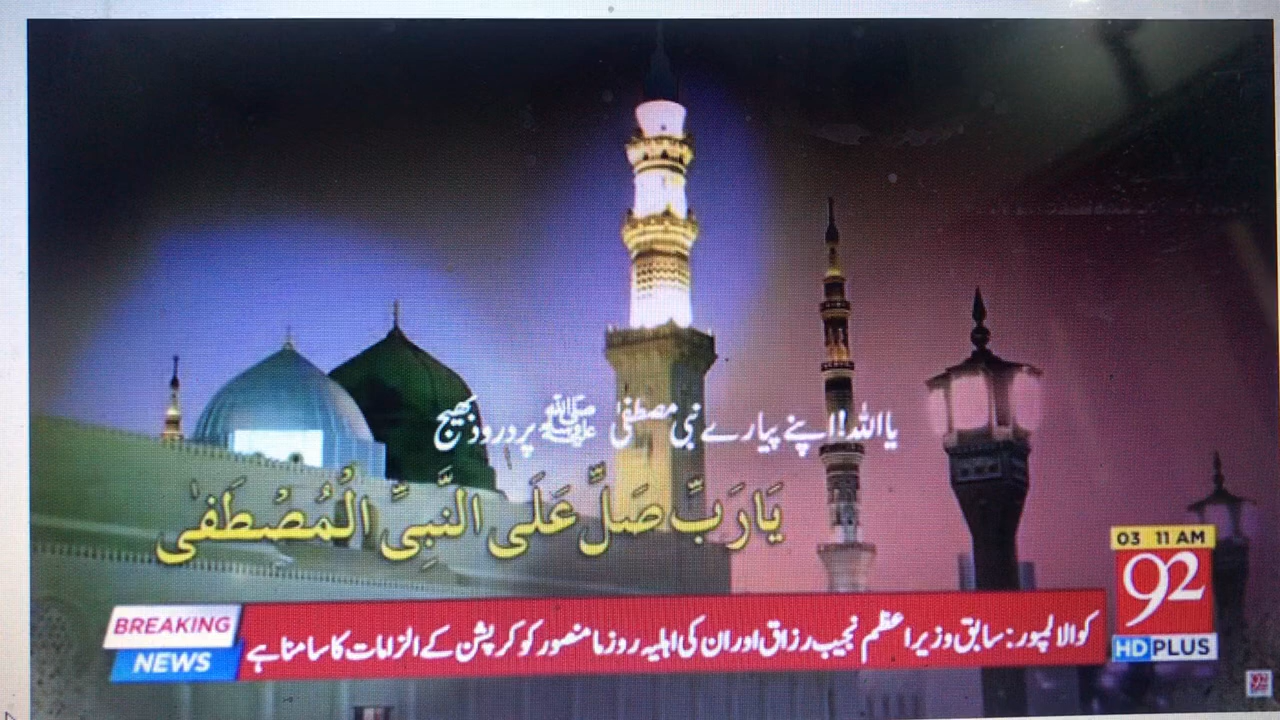 یااللہ!اپنے پیارے نبی مصطفیٰ ﷺ پر درود بھیج
یَا رَبِّ صَلِّ عَلَی النَّبِیِّ الْمُصْطَفٰی
03 11 AM
92
HD PLUS
BREAKING
NEWS
کوالالمپور: سابق وزیراعظم نجیب رزاق اور ان کی اہلیہ روزما منصور کو کرپشن کے الزامات کا سامنا ہے